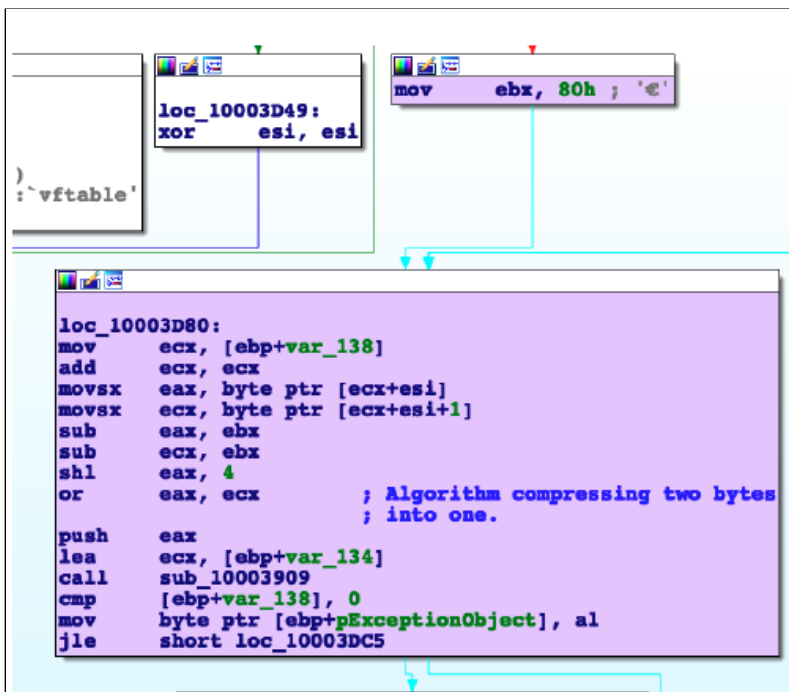 loc_10003D49:
xor esi, esi
mov ebx, 80h ; '€'
)
:`vftable'
loc_10003D80:
mov ecx, [ebp+var_138]
add ecx, ecx
movsx eax, byte ptr [ecx+esi]
movsx ecx, byte ptr [ecx+esi+1]
sub eax, ebx
sub ecx, ebx
shl eax, 4
or eax, ecx ; Algorithm compressing two bytes
; into one.
push eax
lea ecx, [ebp+var_134]
call sub_10003909
cmp [ebp+var_138], 0
mov byte ptr [ebp+pExceptionObject], al
jle short loc_10003DC5